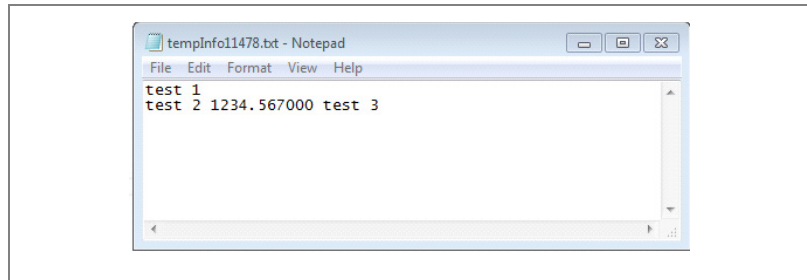 tempInfo11478.txt - Notepad
File Edit Format View Help
test 1
test 2 1234.567000 test 3